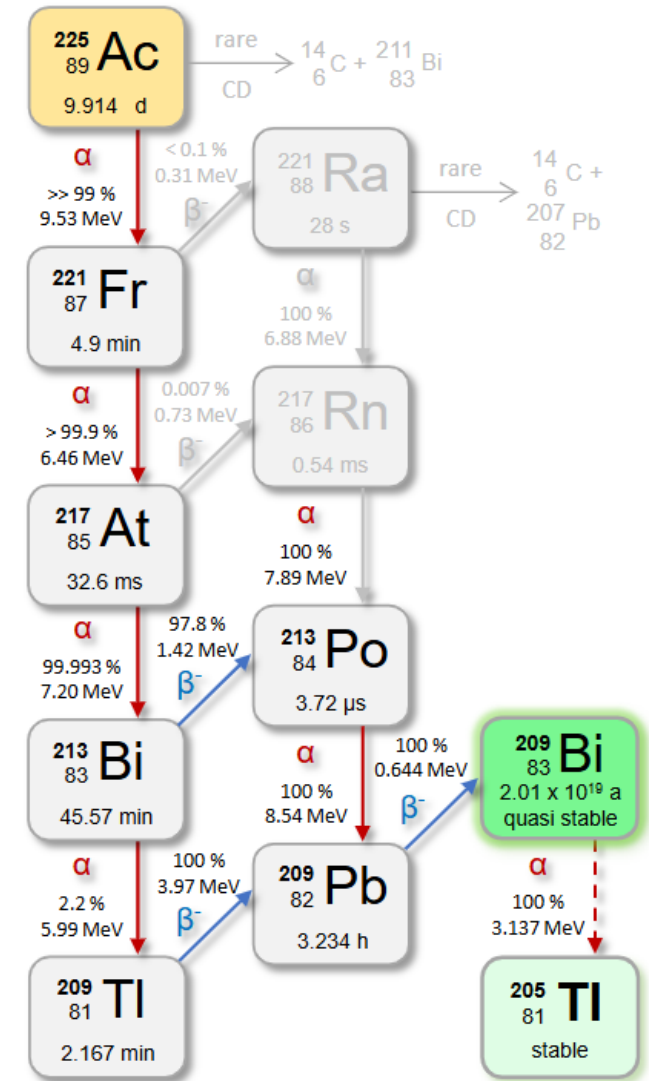 225
89 Ac
9.914 d
rare
CD
14
6 C + 211
83 Bi
α
>> 99 %
9.53 MeV
< 0.1 %
0.31 MeV
β-
221
88 Ra
28 s
rare
CD
14
6 C +
207
82 Pb
221
87 Fr
4.9 min
α
100 %
6.88 MeV
α
> 99.9 %
6.46 MeV
0.007 %
0.73 MeV
β-
217
86 Rn
0.54 ms
217
85 At
32.6 ms
α
100 %
7.89 MeV
α
99.993 %
7.20 MeV
97.8 %
1.42 MeV
β-
213
84 Po
3.72 µs
213
83 Bi
45.57 min
α
100 %
8.54 MeV
100 %
0.644 MeV
β-
209
83 Bi
2.01 x 10¹⁹ a
quasi stable
α
2.2 %
5.99 MeV
100 %
3.97 MeV
β-
209
82 Pb
3.234 h
α
100 %
3.137 MeV
209
81 Tl
2.167 min
205
81 Tl
stable